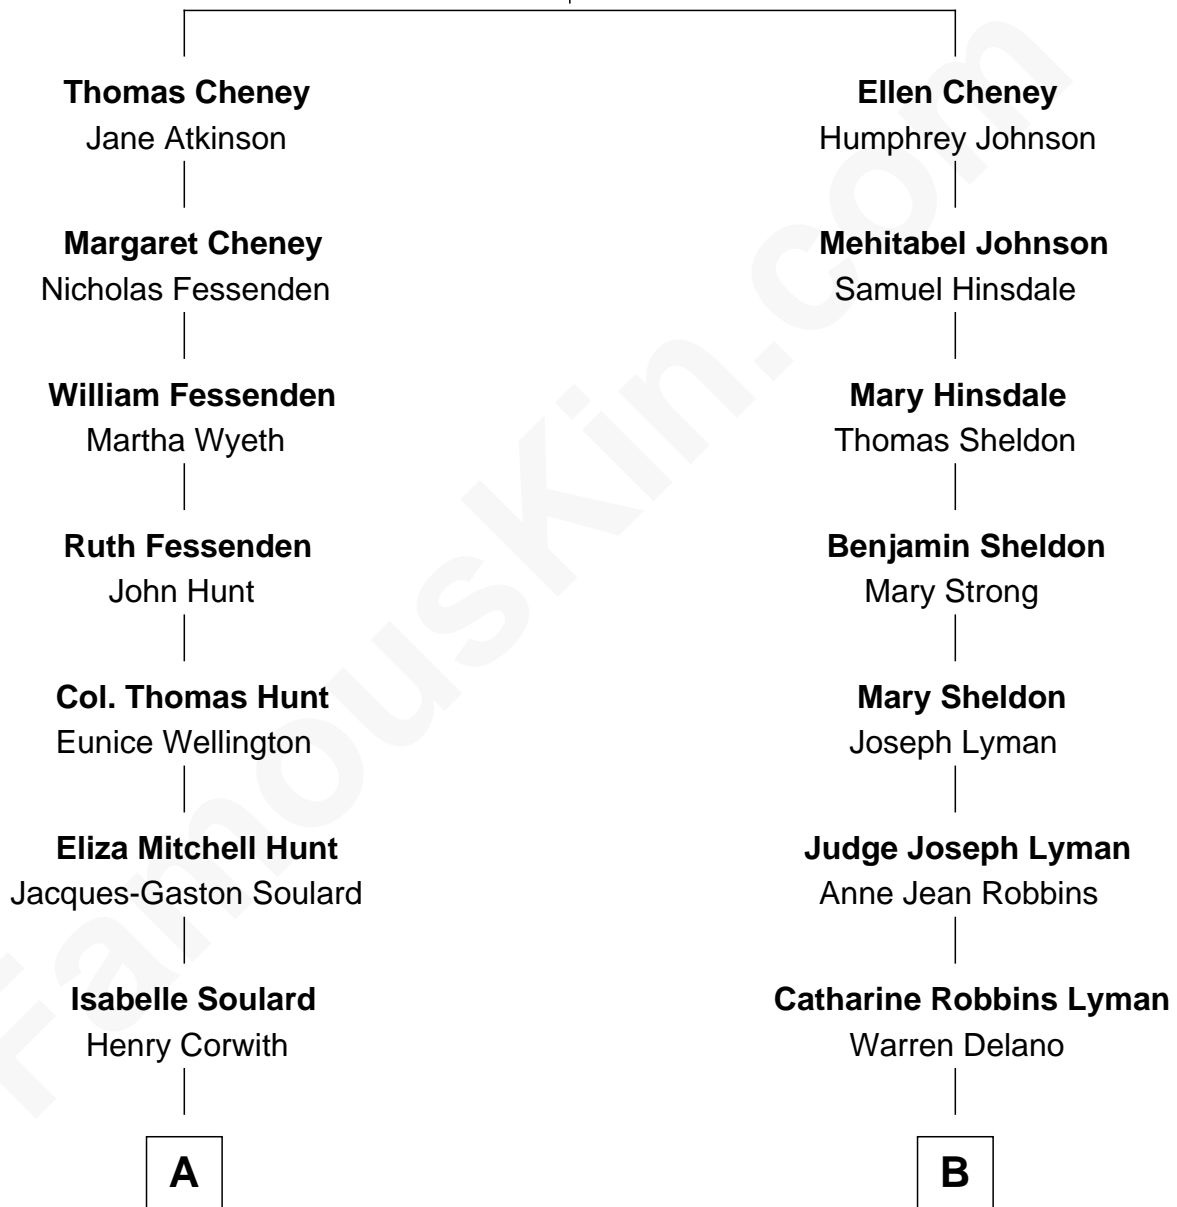 Thomas Cheney
Jane Atkinson
Margaret Cheney
Nicholas Fessenden
William Fessenden
Martha Wyeth
Ruth Fessenden
John Hunt
Col. Thomas Hunt
Eunice Wellington
Eliza Mitchell Hunt
Jacques-Gaston Soulard
Isabelle Soulard
Henry Corwith
A
Ellen Cheney
Humphrey Johnson
Mehitabel Johnson
Samuel Hinsdale
Mary Hinsdale
Thomas Sheldon
Benjamin Sheldon
Mary Strong
Mary Sheldon
Joseph Lyman
Judge Joseph Lyman
Anne Jean Robbins
Catharine Robbins Lyman
Warren Delano
B
FamousKin.com